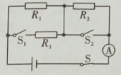 R₁ R₂
S₁ R₃ S₂
A
S